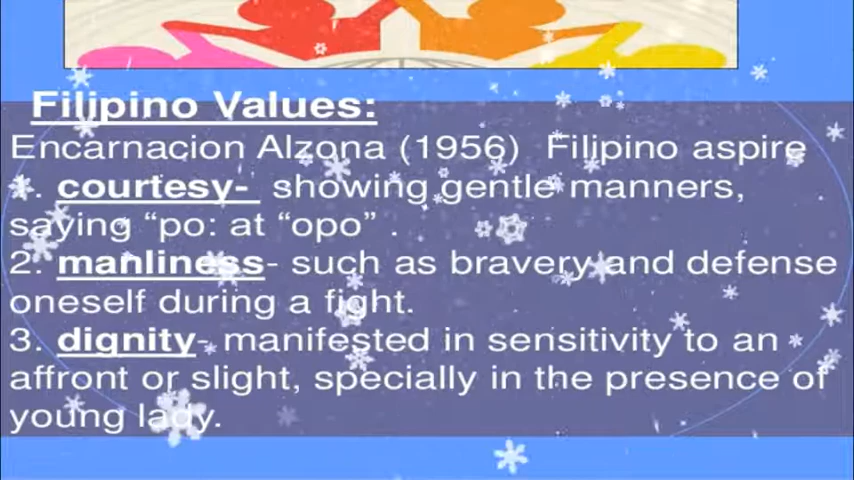 Filipino Values:
Encarnacion Alzona (1956) Filipino aspire
1. courtesy- showing gentle manners,
saying “po: at “opo” .
2. manliness- such as bravery and defense
oneself during a fight.
3. dignity- manifested in sensitivity to an
affront or slight, specially in the presence of
young lady.